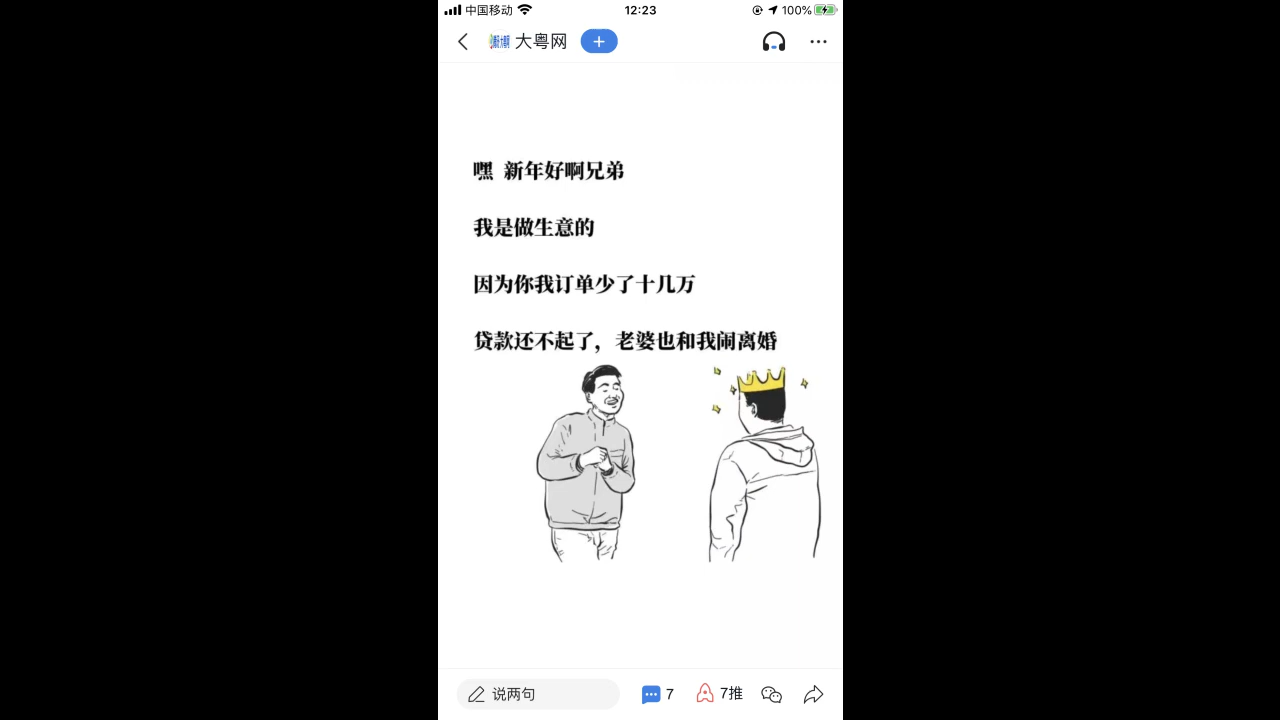 中国移动 12:23 100%
大粤网
嘿 新年好啊兄弟
我是做生意的
因为你我订单少了十几万
贷款还不起了，老婆也和我闹离婚
说两句 7 7推